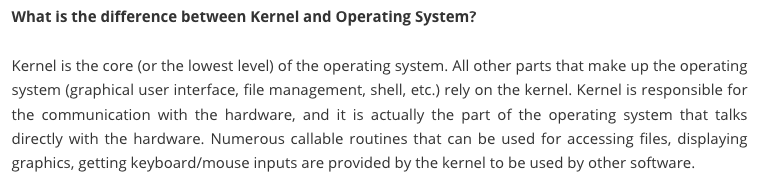 What is the difference between Kernel and Operating System?
Kernel is the core (or the lowest level) of the operating system. All other parts that make up the operating
system (graphical user interface, file management, shell, etc.) rely on the kernel. Kernel is responsible for
the communication with the hardware, and it is actually the part of the operating system that talks
directly with the hardware. Numerous callable routines that can be used for accessing files, displaying
graphics, getting keyboard/mouse inputs are provided by the kernel to be used by other software.